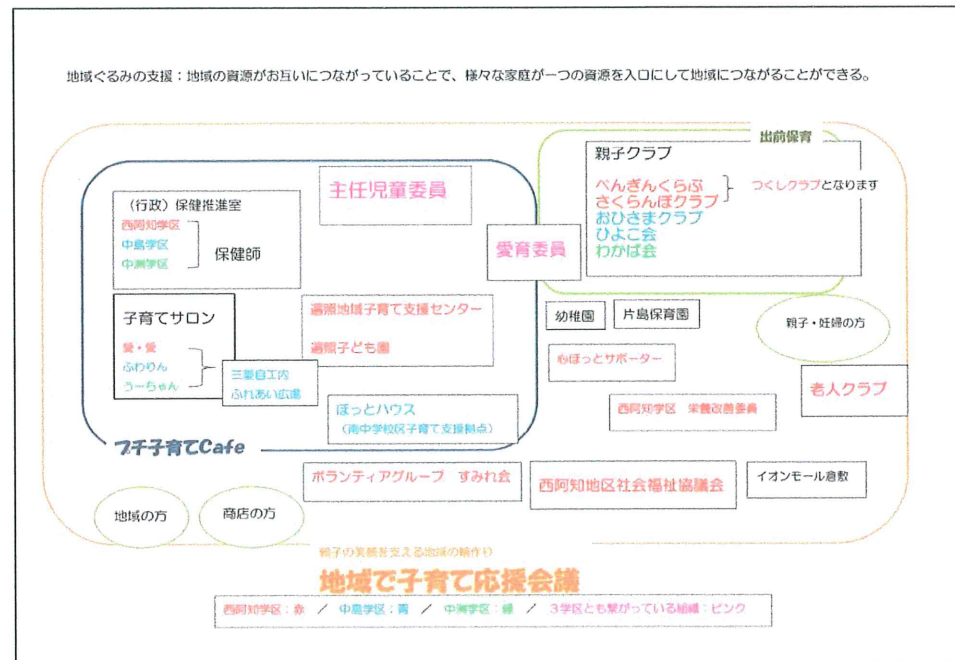 地域ぐるみの支援：地域の資源がお互いにつながっていることで、様々な家庭が一つの資源を入口にして地域につながることができる。
出前保育
親子クラブ
ぺんぎんくらぶ
さくらんぼクラブ
つくしクラブとなります
おひさまクラブ
ひよこ会
わかば会
主任児童委員
（行政）保健推進室
西阿知学区
中島学区
中洲学区
保健師
愛育委員
子育てサロン
愛・愛
ふわりん
うーちゃん
三菱自工内
ふれあい広場
遍照地域子育て支援センター
遍照子ども園
ほっとハウス
（南中学校区子育て支援拠点）
プチ子育てCafe
幼稚園
片島保育園
親子・妊婦の方
心ほっとサポーター
老人クラブ
西阿知学区　栄養改善委員
ボランティアグループ　すみれ会
西阿知地区社会福祉協議会
イオンモール倉敷
地域の方
商店の方
親子の笑顔を支える地域の輪作り
地域で子育て応援会議
西阿知学区：赤　／　中島学区：青　／　中洲学区：緑　／　３学区とも繋がっている組織：ピンク